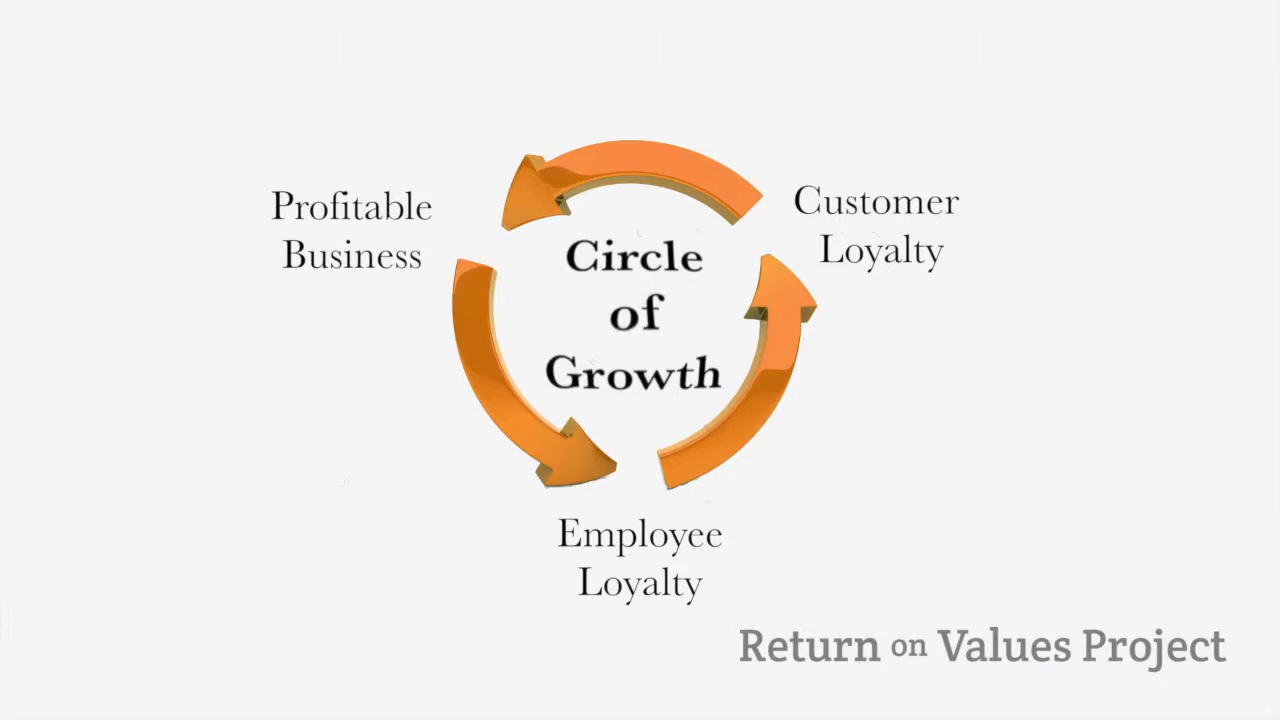 Profitable
Business
Customer
Loyalty
Circle
of
Growth
Employee
Loyalty
Return on Values Project